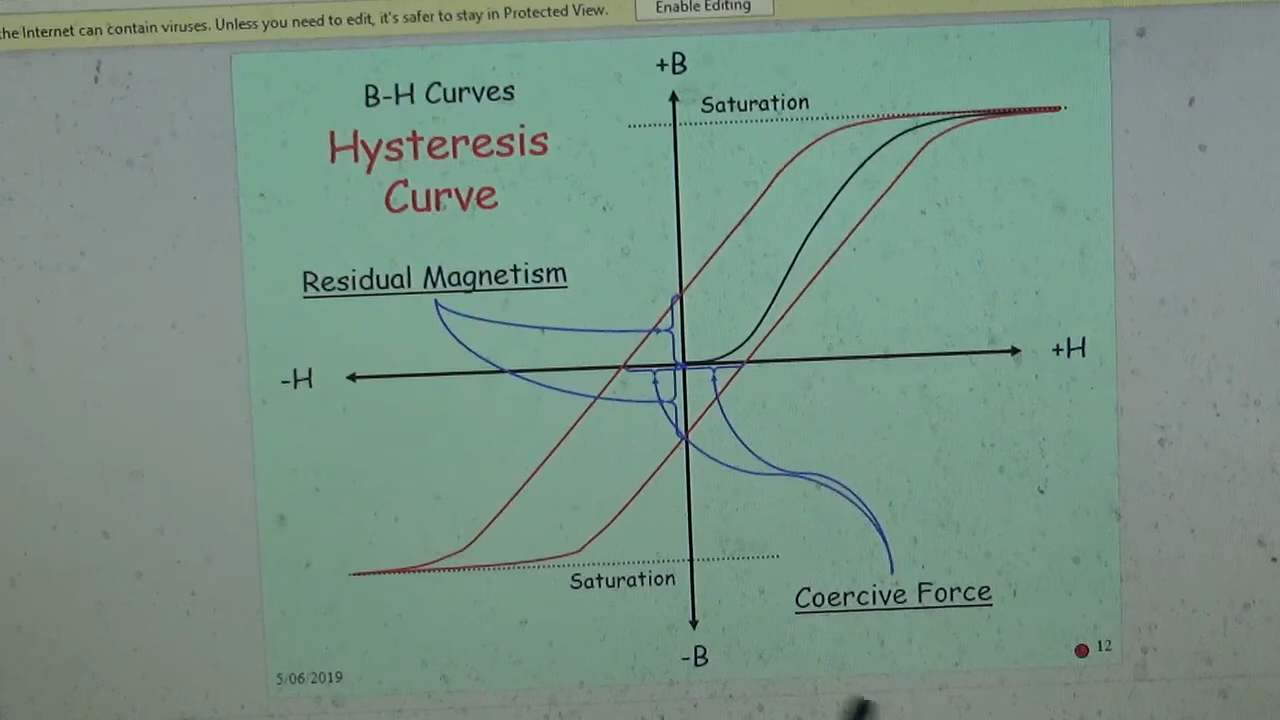 the Internet can contain viruses. Unless you need to edit, it's safer to stay in Protected View.
Enable Editing
+B
B-H Curves
Saturation
Hysteresis
Curve
Residual Magnetism
+H
-H
Saturation
Coercive Force
-B
12
5/06/2019